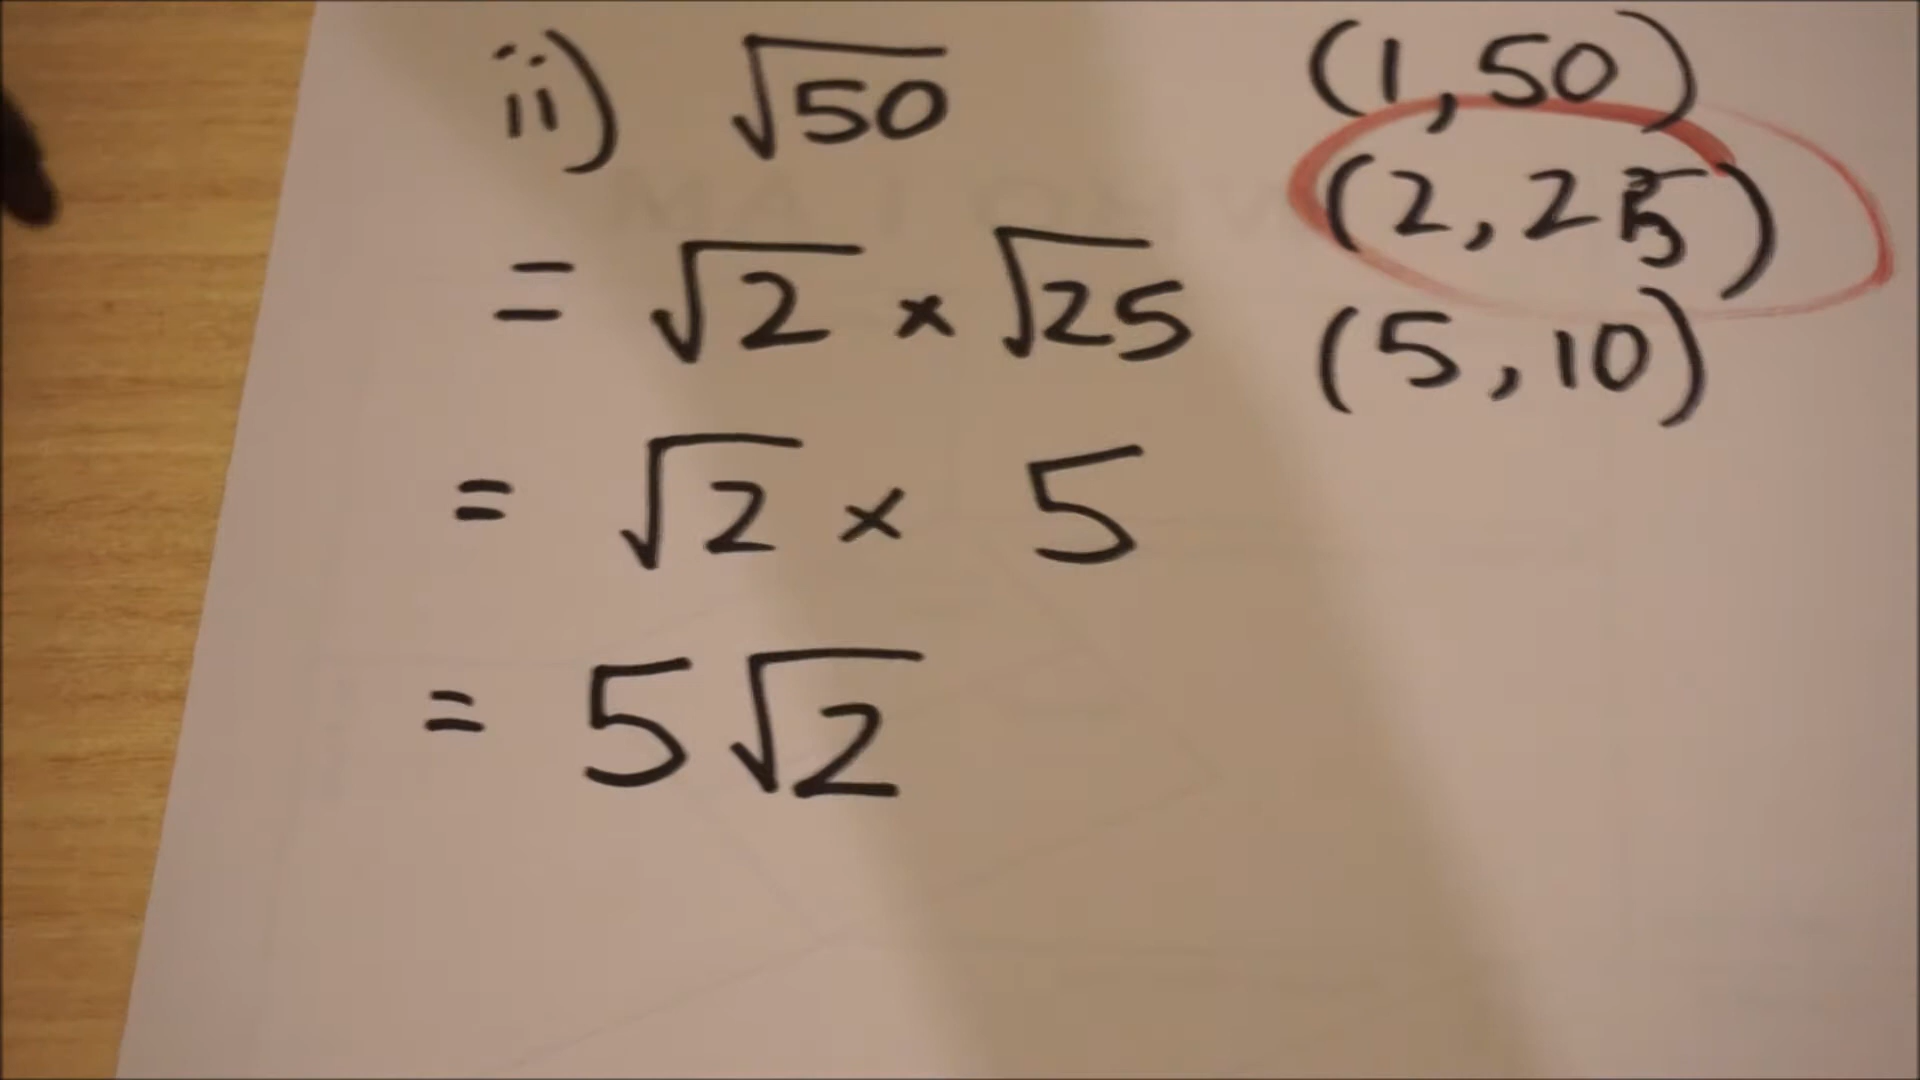 ii) √50
= √2 × √25
= √2 × 5
= 5√2
(1, 50)
(2, 25)
(5, 10)